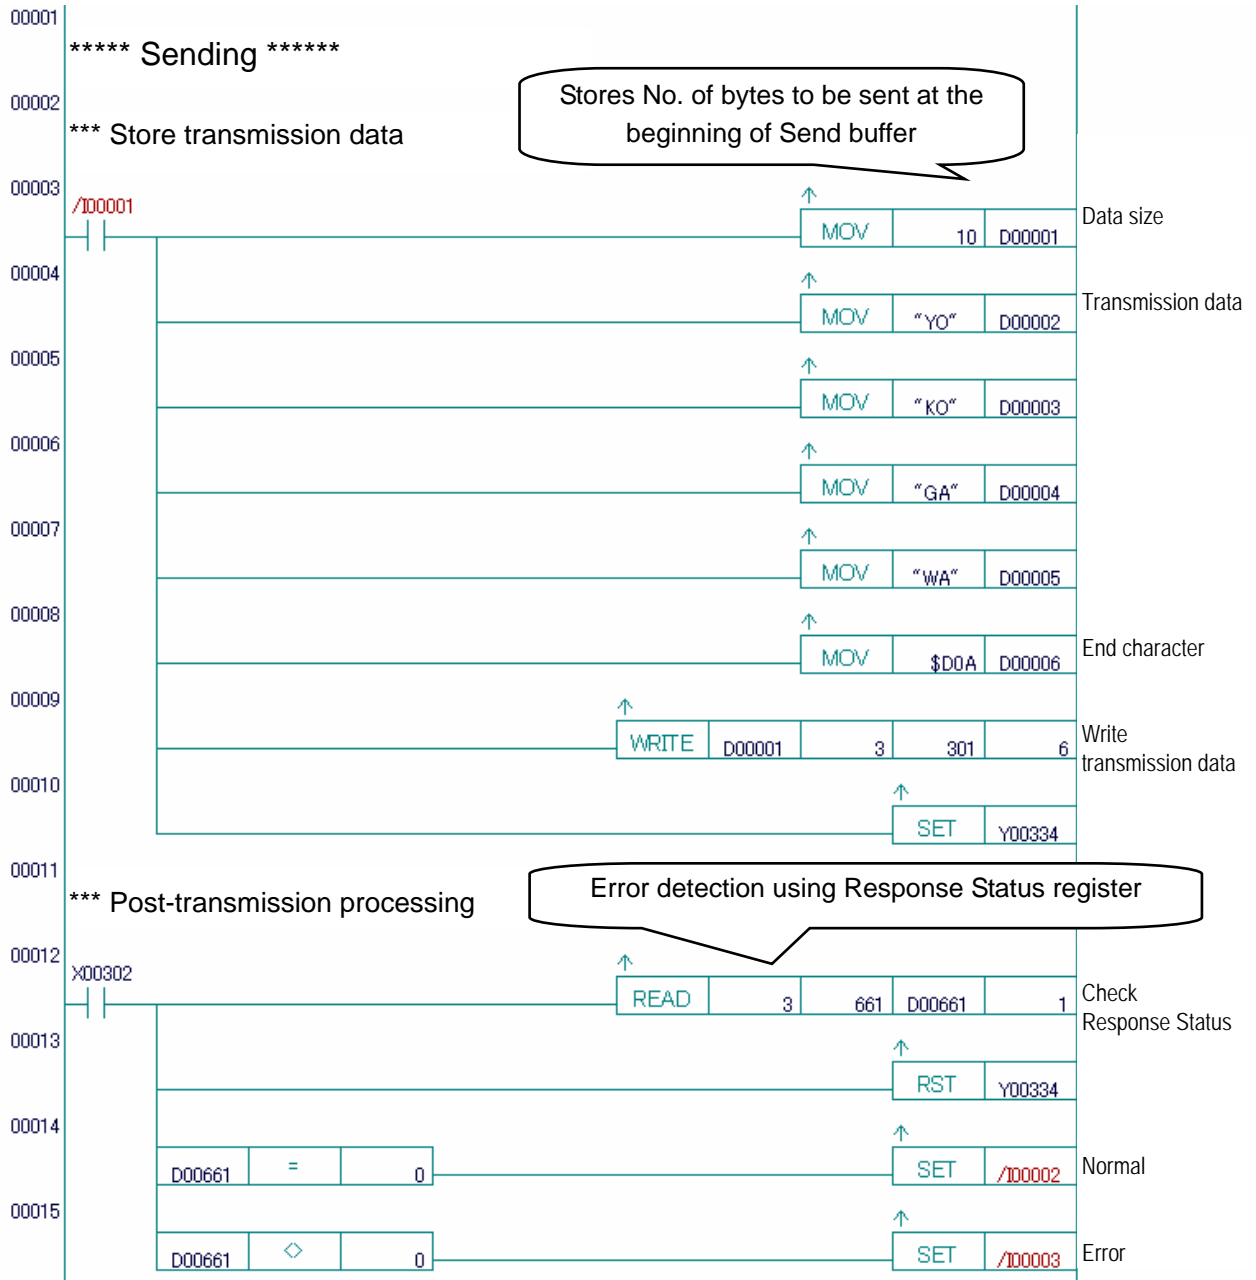 00001
***** Sending ******
00002
Stores No. of bytes to be sent at the
beginning of Send buffer
*** Store transmission data
00003
/I00001
MOV 10 D00001 Data size
00004
MOV "YO" D00002 Transmission data
00005
MOV "KO" D00003
00006
MOV "GA" D00004
00007
MOV "WA" D00005
00008
MOV $D0A D00006 End character
00009
WRITE D00001 3 301 6 Write
transmission data
00010
SET Y00334
00011
Error detection using Response Status register
*** Post-transmission processing
00012
X00302
READ 3 661 D00661 1 Check
Response Status
00013
RST Y00334
00014
D00661 = 0 SET /I00002 Normal
00015
D00661 <> 0 SET /I00003 Error